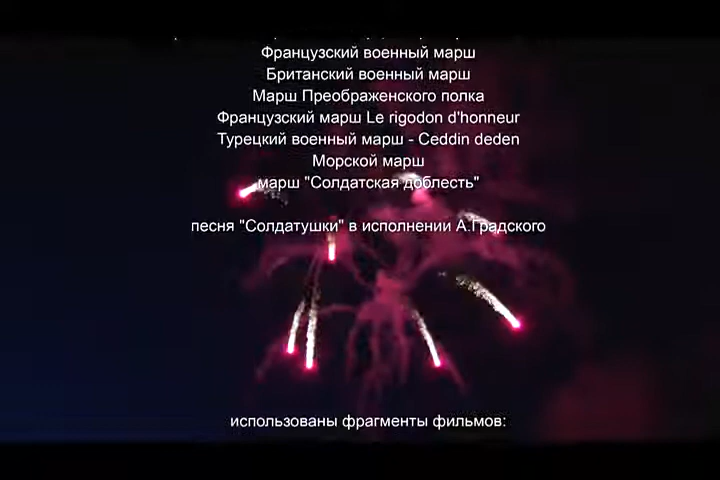 Французский военный марш
Британский военный марш
Марш Преображенского полка
Французский марш Le rigodon d'honneur
Турецкий военный марш - Ceddin deden
Морской марш
марш "Солдатская доблесть"
песня "Солдатушки" в исполнении А.Градского
использованы фрагменты фильмов: